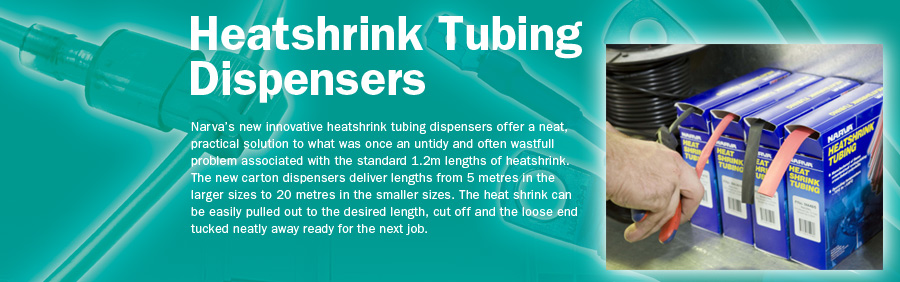 Heatshrink Tubing
Dispensers
Narva's new innovative heatshrink tubing dispensers offer a neat,
practical solution to what was once an untidy and often wastfull
problem associated with the standard 1.2m lengths of heatshrink.
The new carton dispensers deliver lengths from 5 metres in the
larger sizes to 20 metres in the smaller sizes. The heat shrink can
be easily pulled out to the desired length, cut off and the loose end
tucked neatly away ready for the next job.
NARVA
HEAT
SHRINK
TUBING
NARVA
HEATSHRINK
TUBING